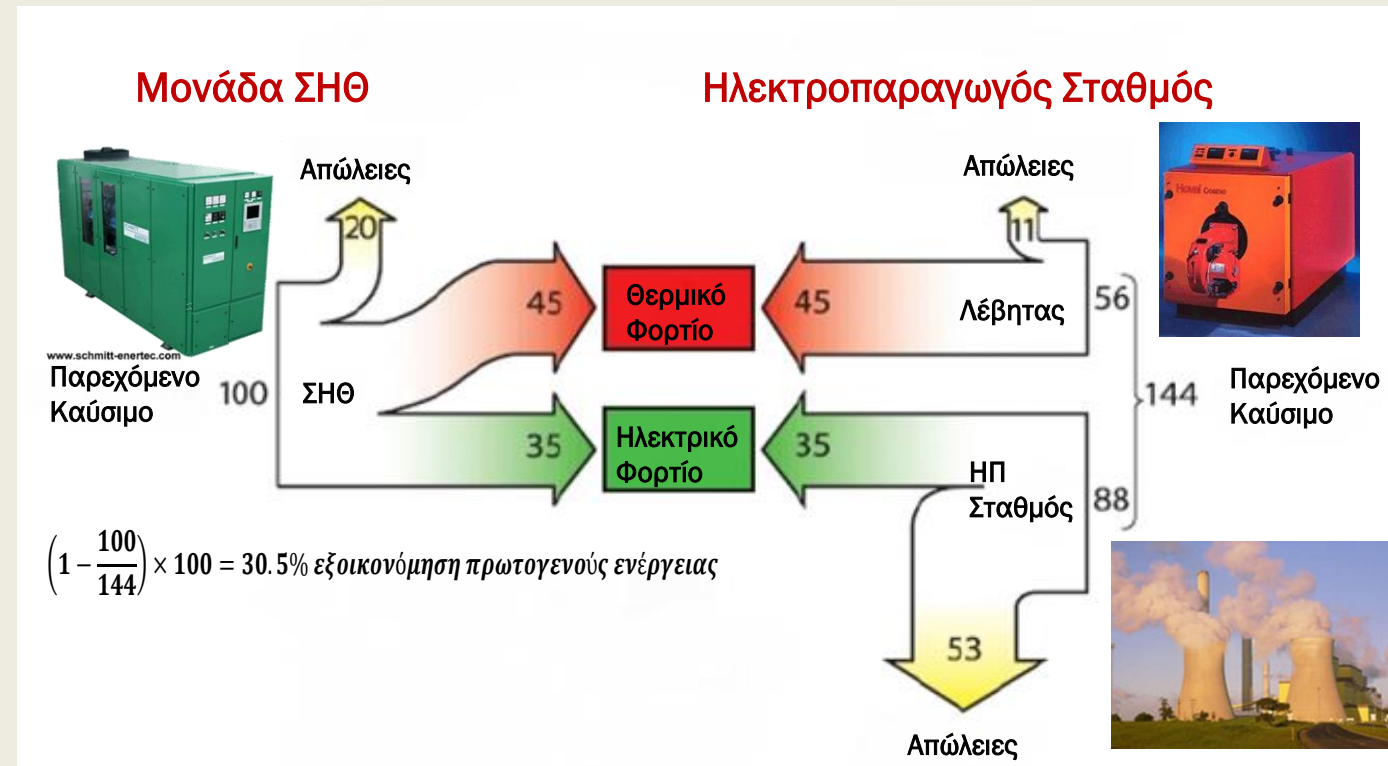 Μονάδα ΣΗΘ
Ηλεκτροπαραγωγός Σταθμός
Απώλειες
20
www.schmitt-enertec.com
Παρεχόμενο
Καύσιμο
100
ΣΗΘ
45
35
Θερμικό
Φορτίο
Ηλεκτρικό
Φορτίο
Απώλειες
11
45
Λέβητας
56
35
ΗΠ
Σταθμός
88
144
Παρεχόμενο
Καύσιμο
Hoval
53
Απώλειες
(1 − 100/144) × 100 = 30.5% εξοικονόμηση πρωτογενούς ενέργειας